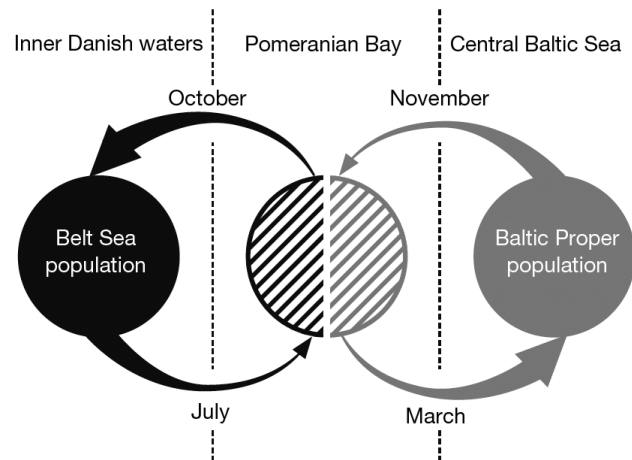 Inner Danish waters
Pomeranian Bay
Central Baltic Sea
October
November
Belt Sea
population
Baltic Proper
population
July
March